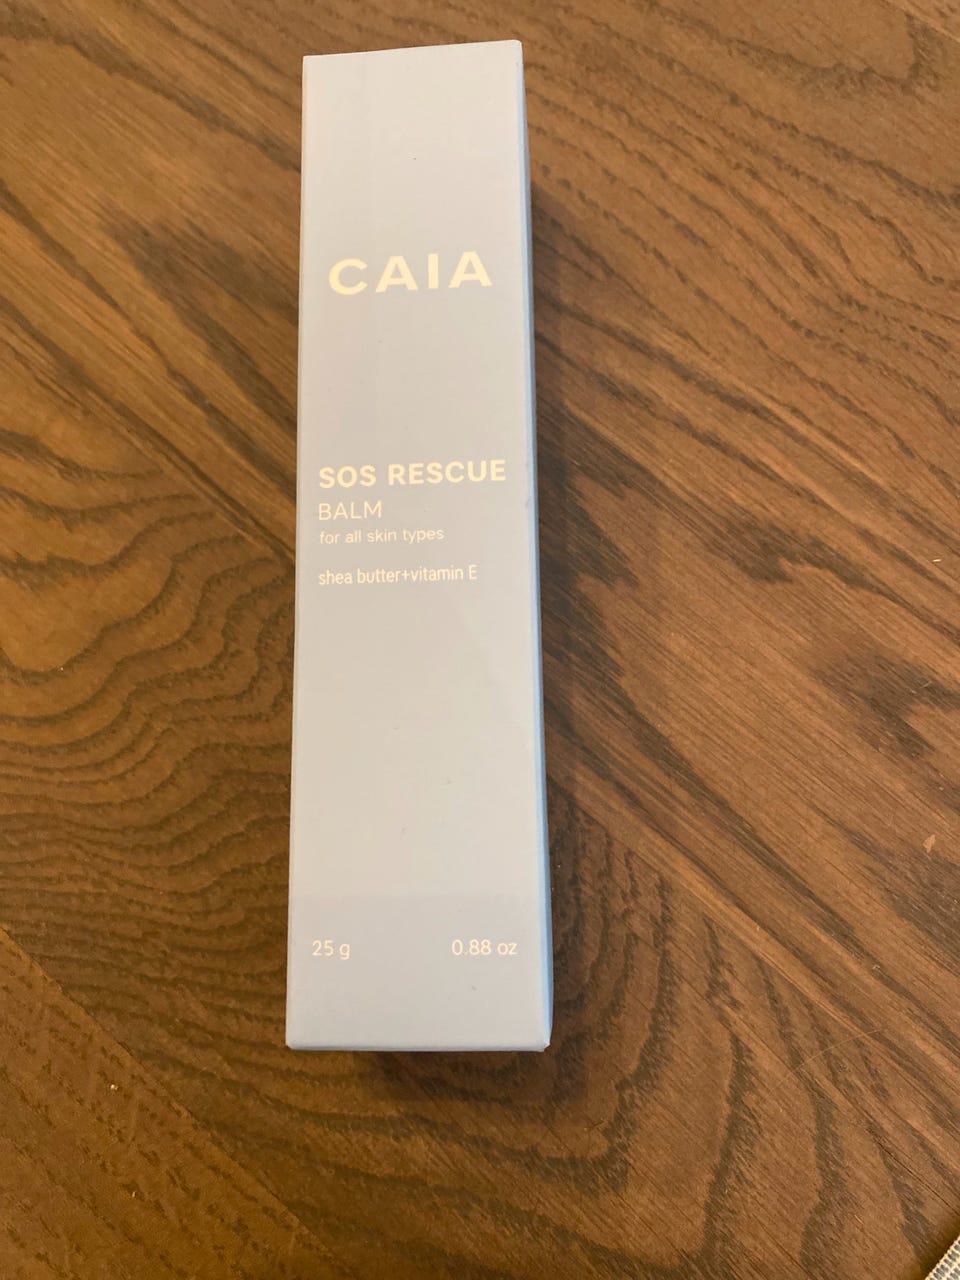 CAIA
SOS RESCUE
BALM
for all skin types
shea butter+vitamin E
25 g 0.88 oz